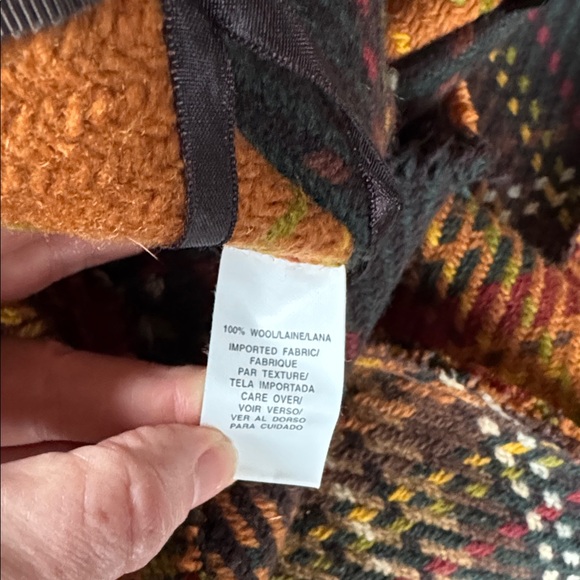 100% WOOL/LAINE/LANA
IMPORTED FABRIC/
FABRIQUE
PAR TEXTURE/
TELA IMPORTADA
CARE OVER/
VOIR VERSO/
VER AL DORSO
PARA CUIDADO